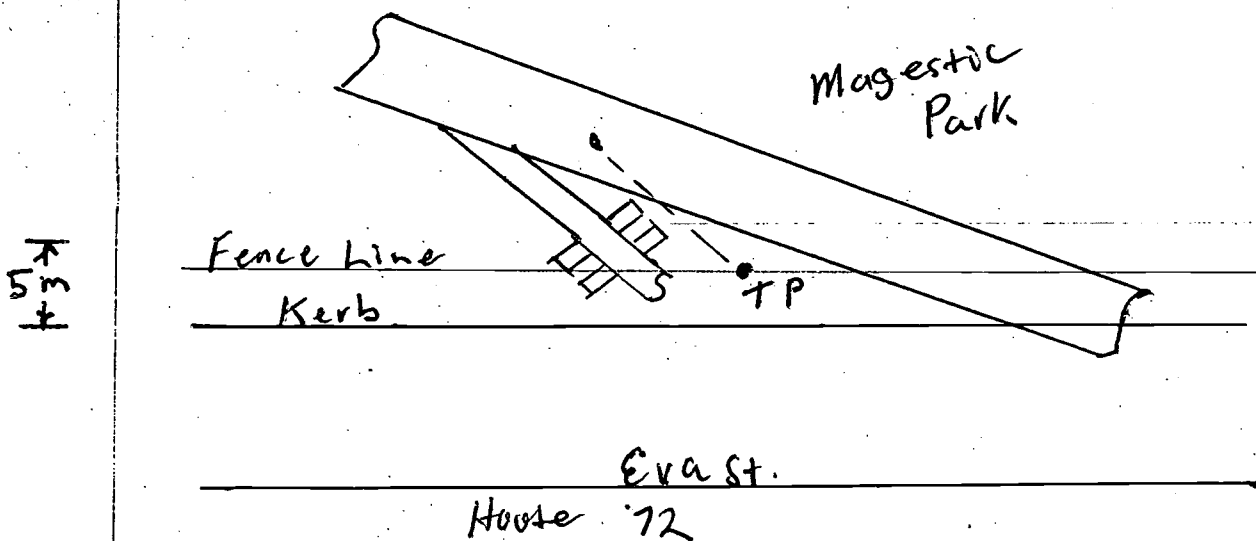 Magestic
Park
5m
Fence Line
TP
Kerb
Eva St.
House 72